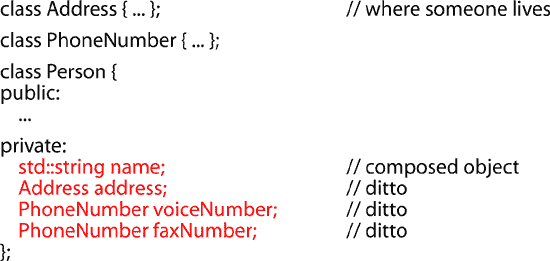 class Address { ... }; // where someone lives
class PhoneNumber { ... };
class Person {
public:
...
private:
std::string name; // composed object
Address address; // ditto
PhoneNumber voiceNumber; // ditto
PhoneNumber faxNumber; // ditto
};